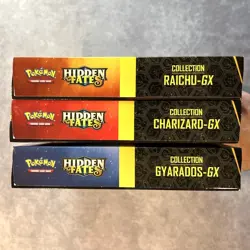 Pokémon
HIDDEN
FATES
COLLECTION
RAICHU-GX
Pokémon
HIDDEN
FATES
COLLECTION
CHARIZARD-GX
Pokémon
HIDDEN
FATES
COLLECTION
GYARADOS-GX